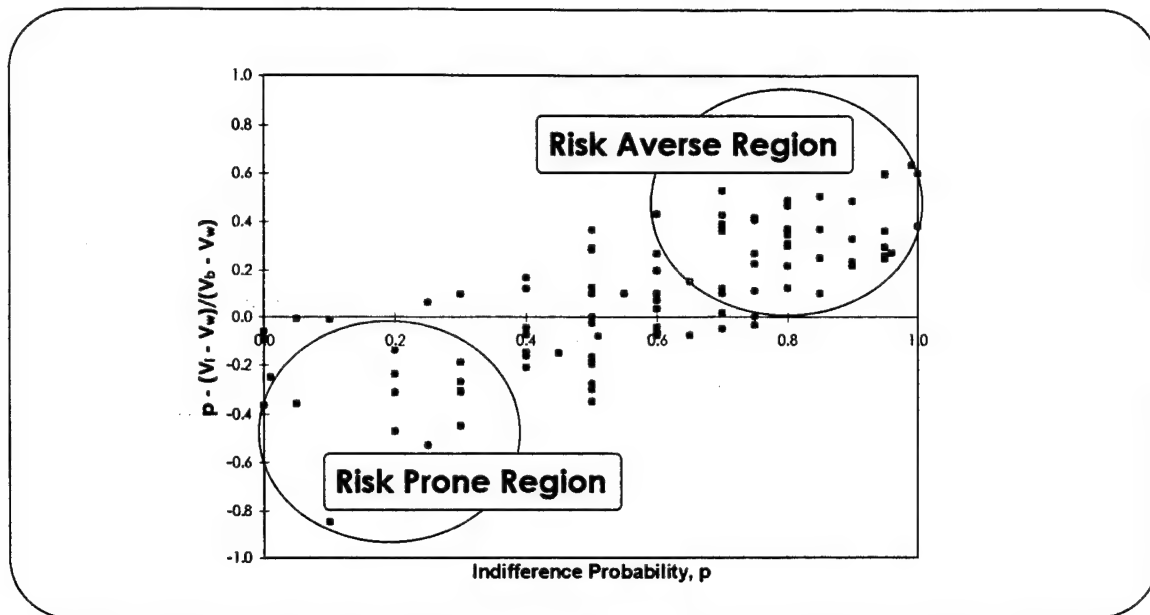 1.0
0.8
Risk Averse Region
0.6
0.4
0.2
0.0
0.0 0.2 0.4 0.6 0.8 1.0
-0.2
-0.4
Risk Prone Region
-0.6
-0.8
-1.0
p - (Vi - Vw)/(Vb - Vw)
Indifference Probability, p